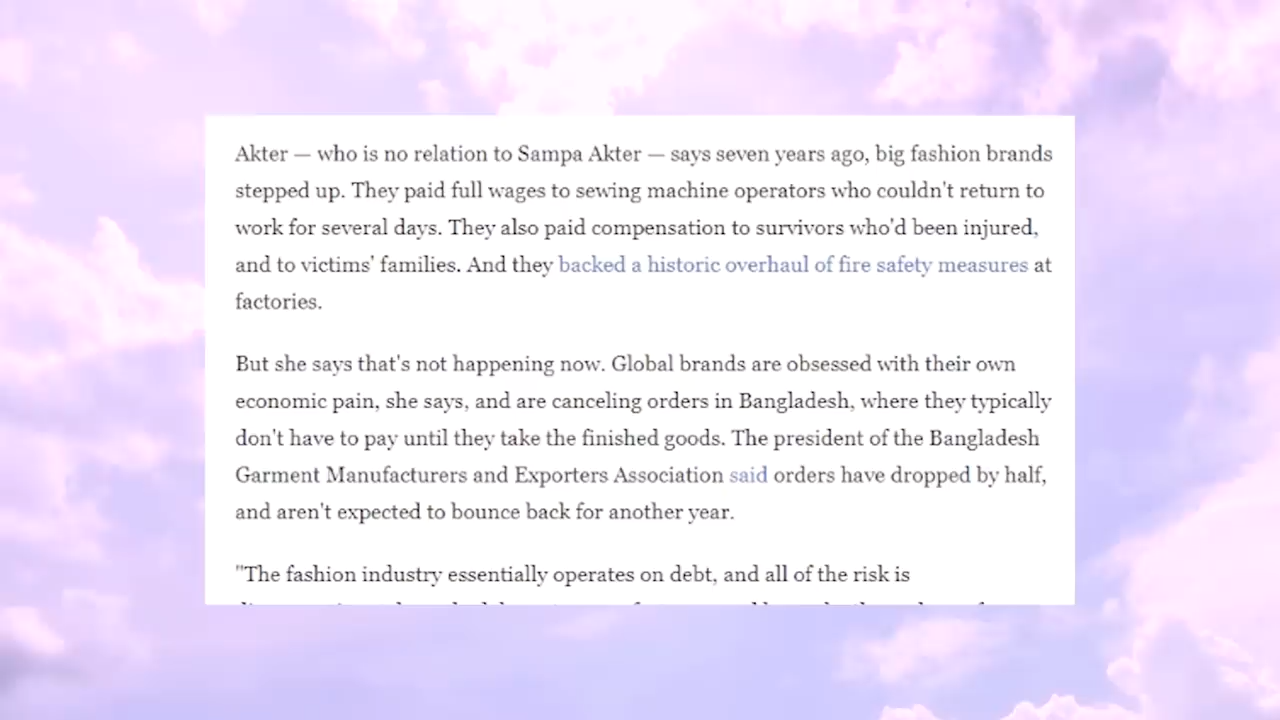 Akter — who is no relation to Sampa Akter — says seven years ago, big fashion brands
stepped up. They paid full wages to sewing machine operators who couldn't return to
work for several days. They also paid compensation to survivors who'd been injured,
and to victims' families. And they backed a historic overhaul of fire safety measures at
factories.
But she says that's not happening now. Global brands are obsessed with their own
economic pain, she says, and are canceling orders in Bangladesh, where they typically
don't have to pay until they take the finished goods. The president of the Bangladesh
Garment Manufacturers and Exporters Association said orders have dropped by half,
and aren't expected to bounce back for another year.
"The fashion industry essentially operates on debt, and all of the risk is